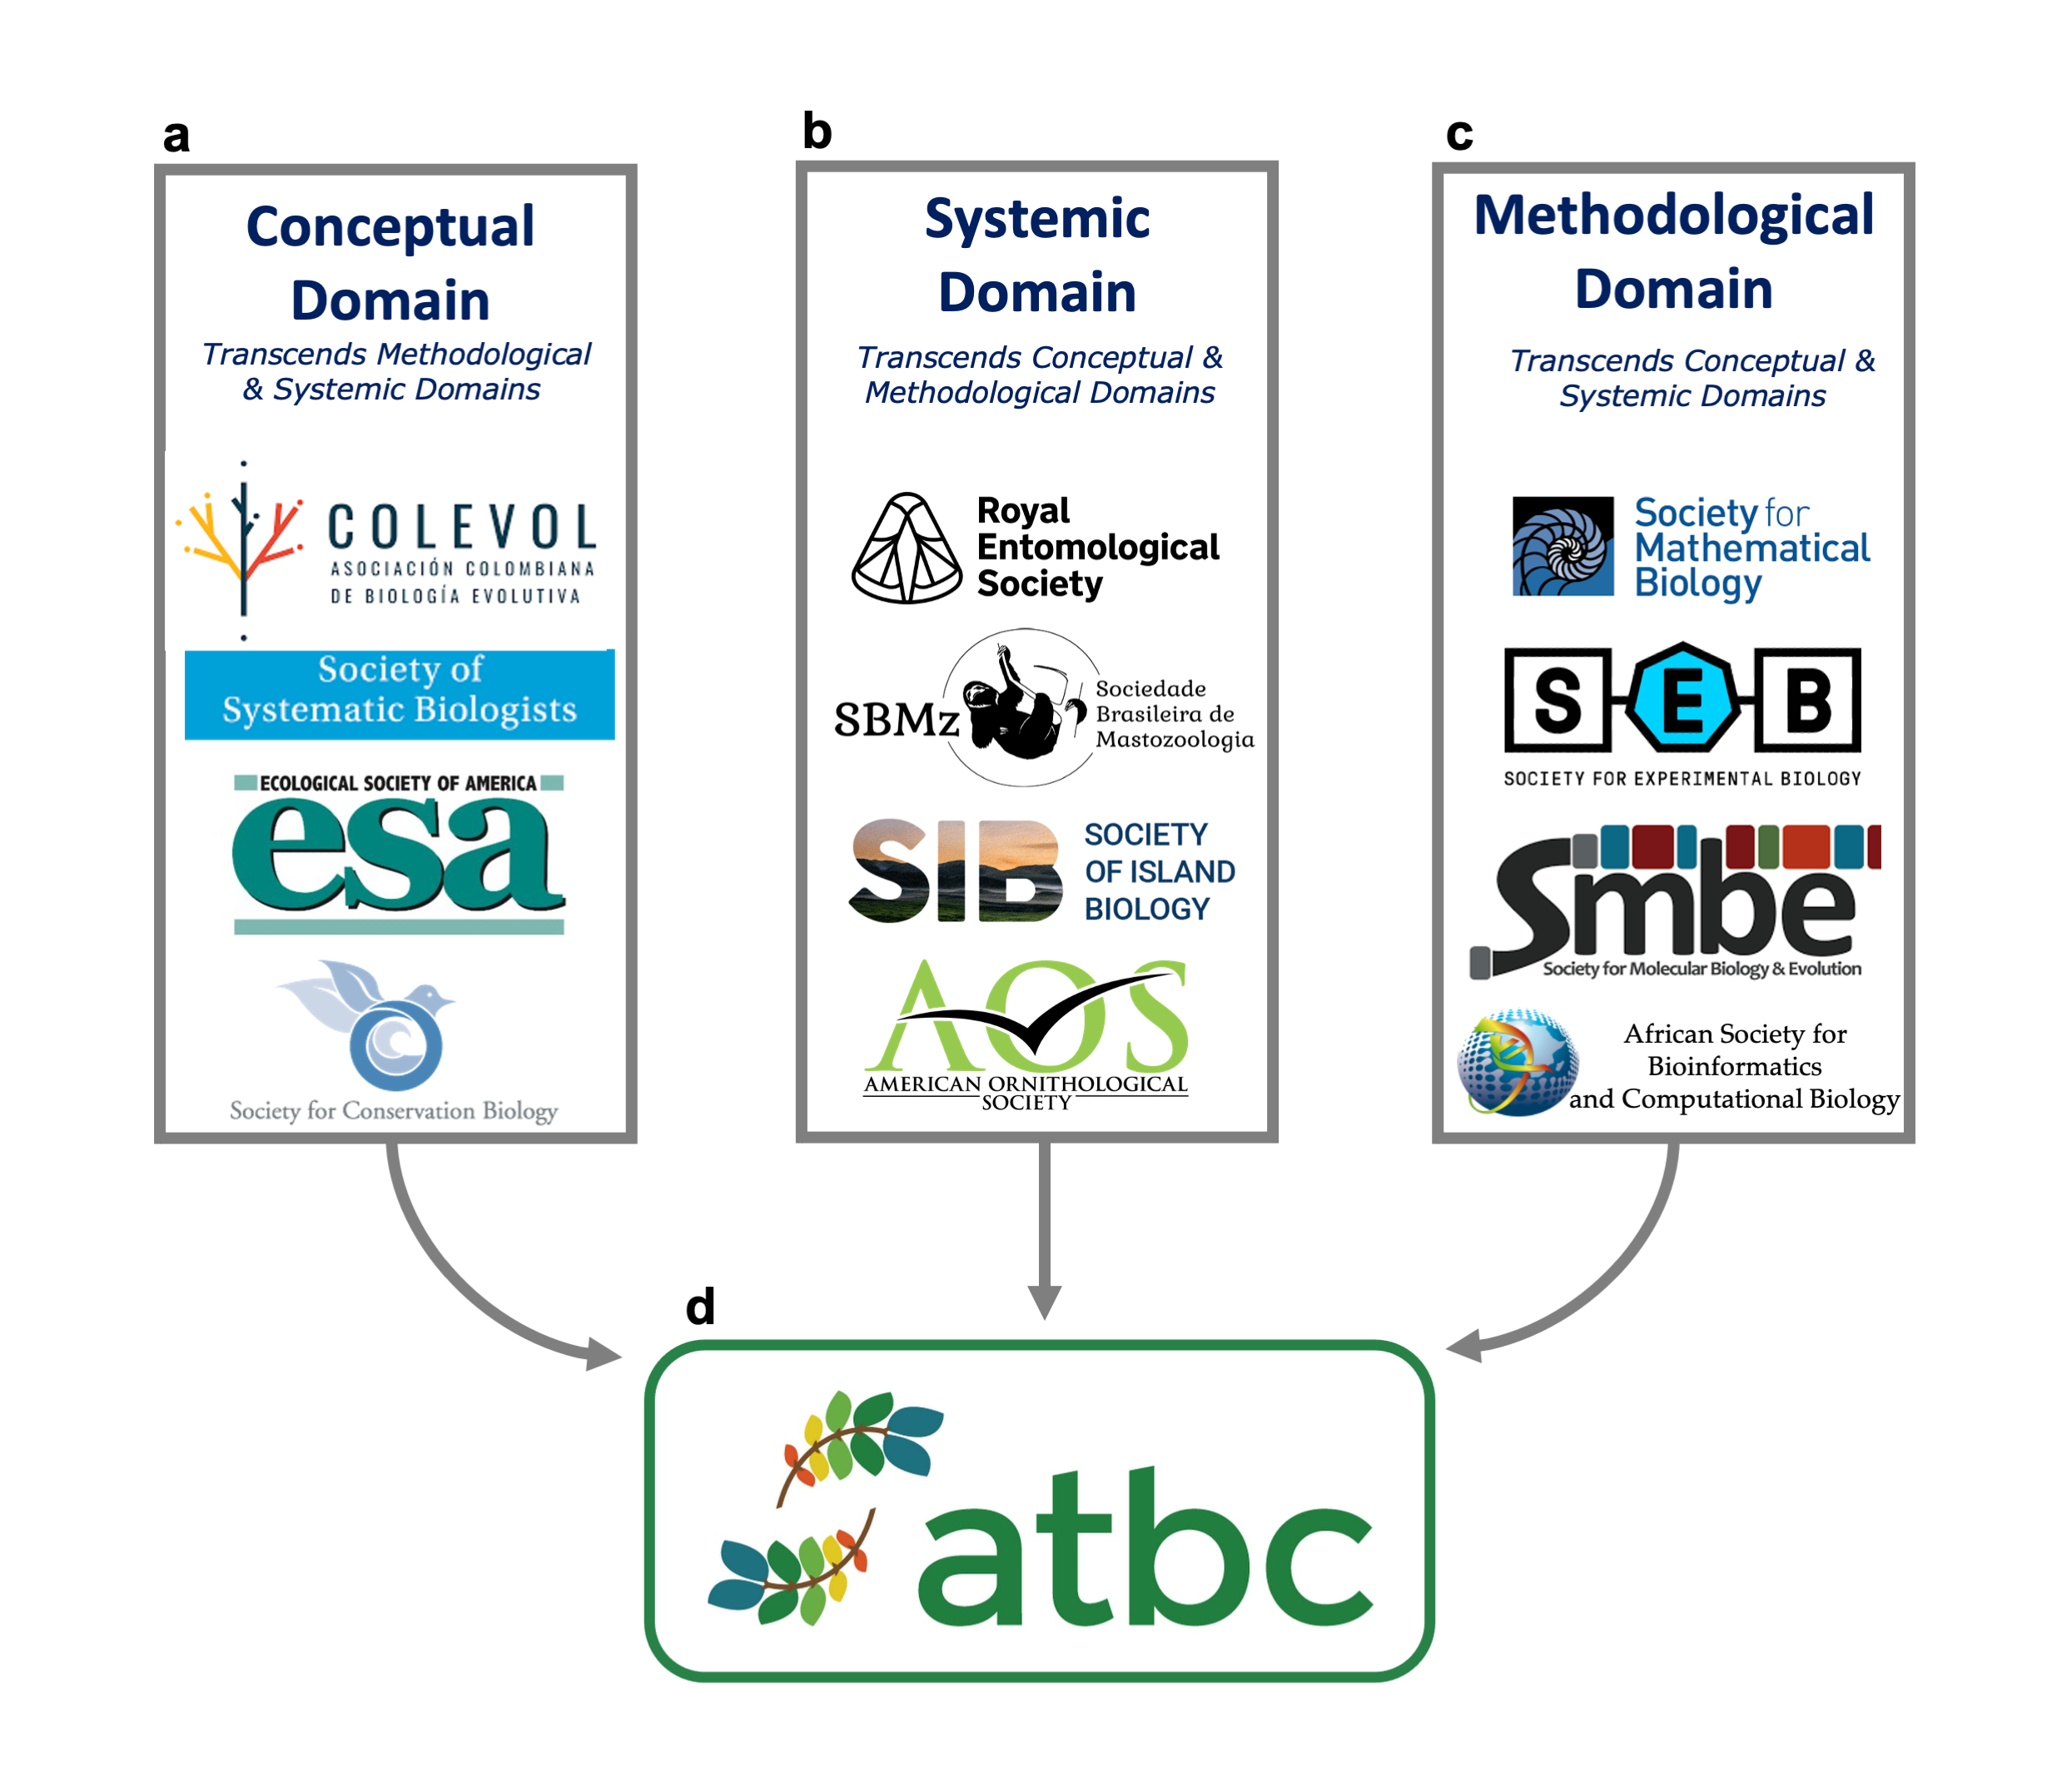 a
Conceptual
Domain
Transcends Methodological
& Systemic Domains
COLEVOL
ASOCIACIÓN COLOMBIANA
DE BIOLOGÍA EVOLUTIVA
Society of
Systematic Biologists
ECOLOGICAL SOCIETY OF AMERICA
esa
Society for Conservation Biology
b
Systemic
Domain
Transcends Conceptual &
Methodological Domains
Royal
Entomological
Society
SBMz
Sociedade
Brasileira de
Mastozoologia
SIB
SOCIETY
OF ISLAND
BIOLOGY
AOS
AMERICAN ORNITHOLOGICAL
SOCIETY
c
Methodological
Domain
Transcends Conceptual &
Systemic Domains
Society for
Mathematical
Biology
SEB
SOCIETY FOR EXPERIMENTAL BIOLOGY
Smbe
Society for Molecular Biology & Evolution
African Society for
Bioinformatics
and Computational Biology
d
atbc